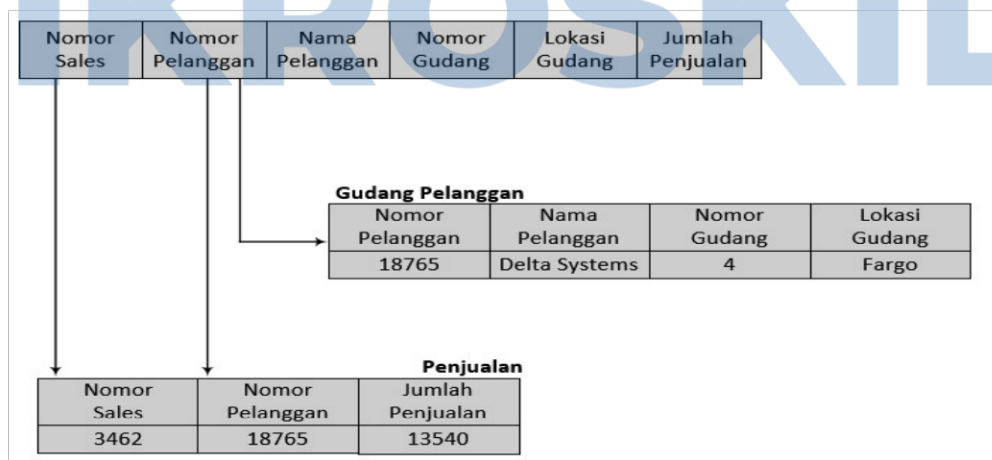 IKROSKIL
Nomor Nomor Nama Nomor Lokasi Jumlah
Sales Pelanggan Pelanggan Gudang Gudang Penjualan
Gudang Pelanggan
Nomor Nama Nomor Lokasi
Pelanggan Pelanggan Gudang Gudang
18765 Delta Systems 4 Fargo
Penjualan
Nomor Nomor Jumlah
Sales Pelanggan Penjualan
3462 18765 13540